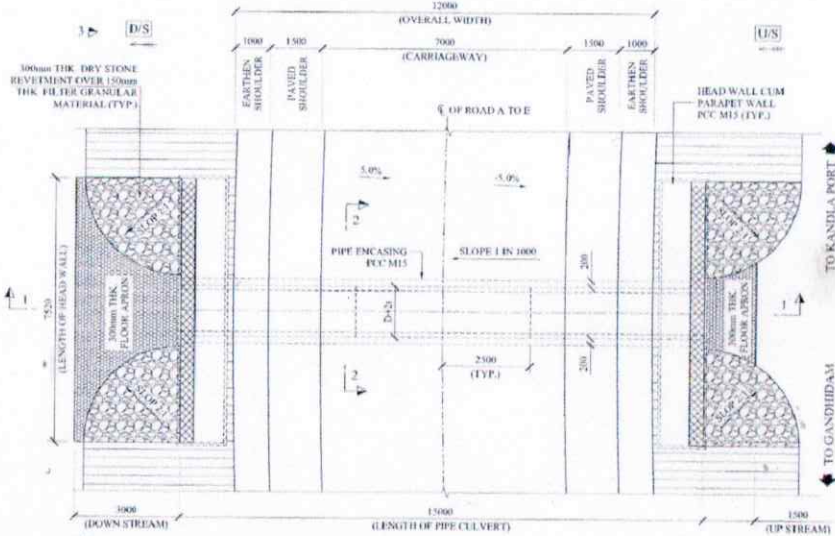 12000
(OVERALL WIDTH)
3
D/S
U/S
1000
1500
7000
1500
1000
(CARRIAGEWAY)
300mm THK DRY STONE
REVETMENT OVER 150mm
THK FILTER GRANULAR
MATERIAL (TYP.)
EARTHEN
SHOULDER
PAVED
SHOULDER
℄ OF ROAD A TO E
PAVED
SHOULDER
EARTHEN
SHOULDER
HEAD WALL CUM
PARAPET WALL
PCC M15 (TYP.)
TO KANDLA PORT
5.0%
-5.0%
SLOP
SLOP
2
PIPE ENCASING
PCC M15
SLOPE 1 IN 1000
200
1
7520
(LENGTH OF HEAD WALL)
300mm THK
FLOOR APRON
D+2t
300mm THK
FLOOR APRON
1
2
2500
(TYP.)
200
SLOP
SLOP
TO GANDHIDAM
3000
(DOWN STREAM)
15000
(LENGTH OF PIPE CULVERT)
1500
(UP STREAM)